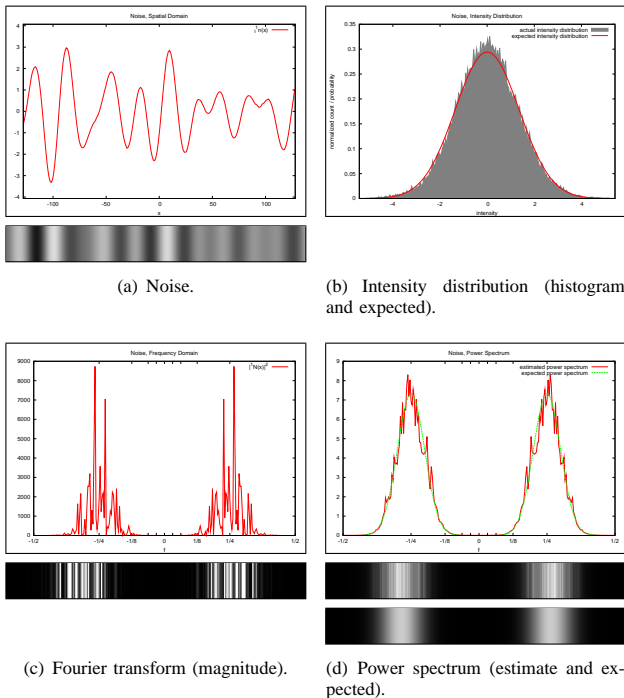 Noise, Spatial Domain
¹n(x)
4
3
2
1
0
-1
-2
-3
-4
-100
-50
0
50
100
x
(a) Noise.
Noise, Intensity Distribution
actual intensity distribution
expected intensity distribution
normalized count / probability
0.35
0.3
0.25
0.2
0.15
0.1
0.05
0
-4
-2
0
2
4
intensity
(b) Intensity distribution (histogram
and expected).
Noise, Frequency Domain
|¹N(x)|²
9000
8000
7000
6000
5000
4000
3000
2000
1000
0
-1/2
-1/4
-1/8
0
1/8
1/4
1/2
f
(c) Fourier transform (magnitude).
Noise, Power Spectrum
estimated power spectrum
expected power spectrum
9
8
7
6
5
4
3
2
1
0
-1/2
-1/4
-1/8
0
1/8
1/4
1/2
f
(d) Power spectrum (estimate and ex-
pected).